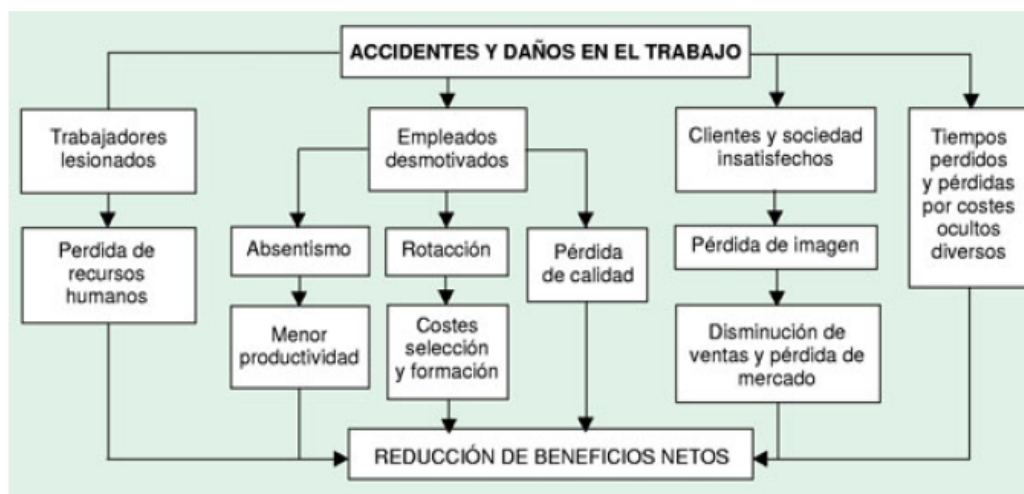 ACCIDENTES Y DAÑOS EN EL TRABAJO
Trabajadores
lesionados
Empleados
desmotivados
Clientes y sociedad
insatisfechos
Tiempos
perdidos
y pérdidas
por costes
ocultos
diversos
Perdida de
recursos
humanos
Absentismo
Rotacción
Pérdida
de calidad
Pérdida de imagen
Menor
productividad
Costes
selección
y formación
Disminución de
ventas y pérdida de
mercado
REDUCCIÓN DE BENEFICIOS NETOS